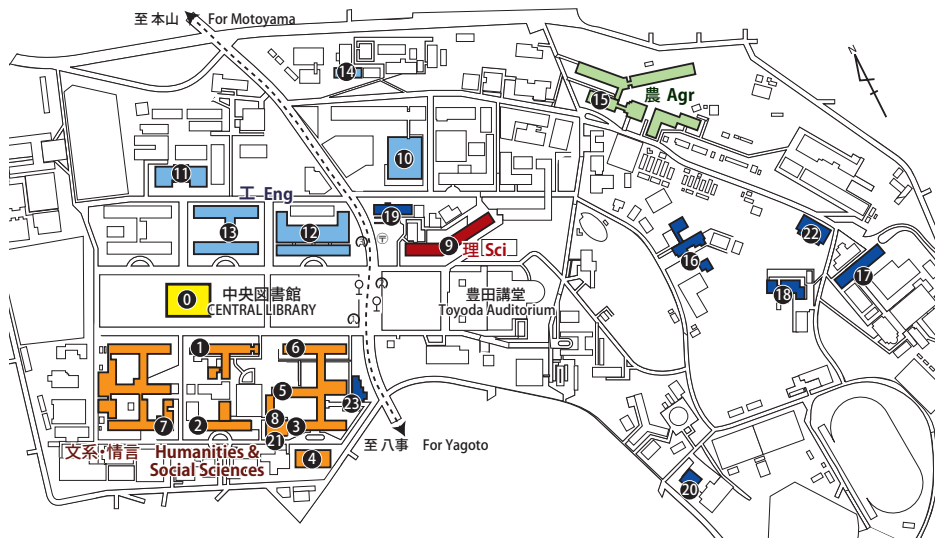 至 本山 For Motoyama
N
14
農 Agr
15
10
11
工 Eng
19
13
12
〒
9
理 Sci
22
16
17
18
0
中央図書館
CENTRAL LIBRARY
豊田講堂
Toyoda Auditorium
1
6
5
23
8
7
2
3
21
至 八事 For Yagoto
文系・情言 Humanities &
Social Sciences
4
20